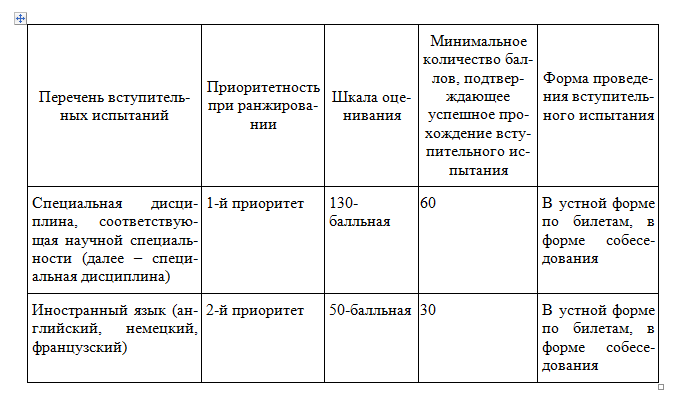 Перечень вступитель-
ных испытаний
Приоритетность
при ранжирова-
нии
Шкала оце-
нивания
Минимальное
количество бал-
лов, подтвер-
ждающее
успешное про-
хождение всту-
пительного ис-
пытания
Форма проведе-
ния вступитель-
ного испытания
Специальная дисци-
плина, соответствую-
щая научной специаль-
ности (далее – специ-
альная дисциплина)
1-й приоритет
130-
балльная
60
В устной форме
по билетам, в
форме собесе-
дования
Иностранный язык (ан-
глийский, немецкий,
французский)
2-й приоритет
50-балльная
30
В устной форме
по билетам, в
форме собесе-
дования